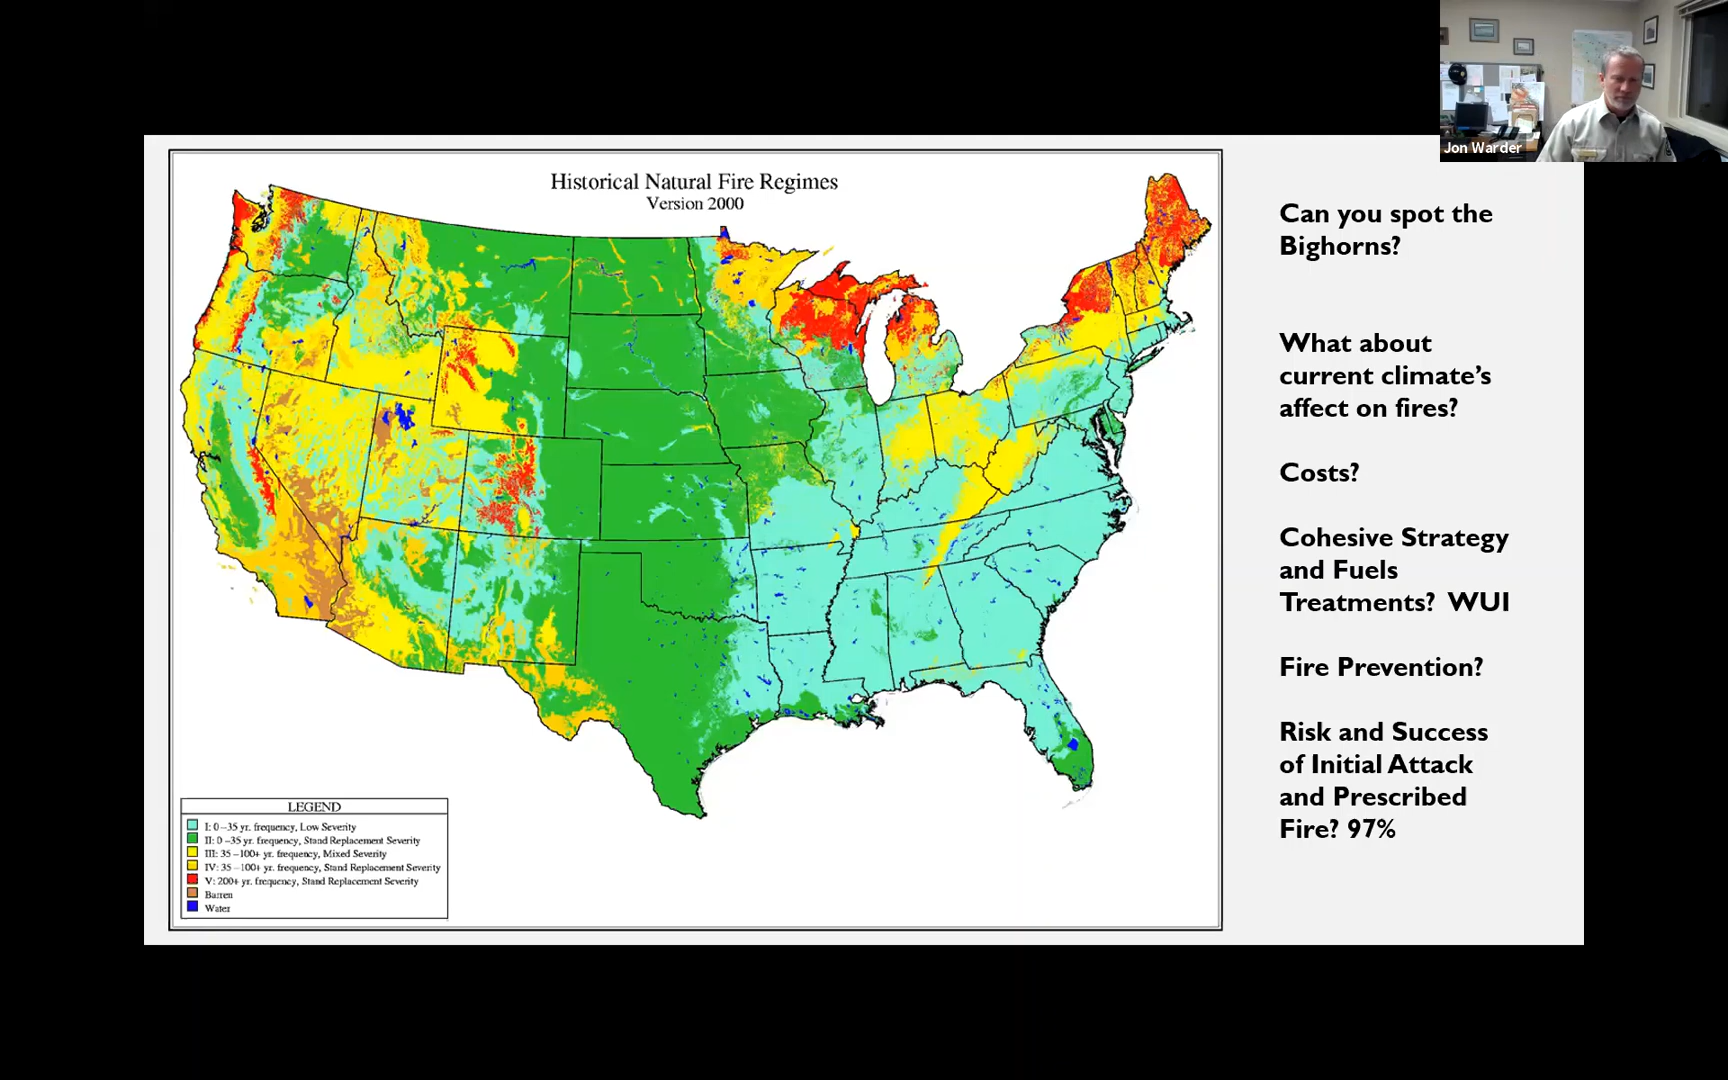 Jon Warder
Historical Natural Fire Regimes
Version 2000
Can you spot the
Bighorns?
What about
current climate's
affect on fires?
Costs?
Cohesive Strategy
and Fuels
Treatments?  WUI
Fire Prevention?
Risk and Success
of Initial Attack
and Prescribed
Fire? 97%
LEGEND
I: 0–35 yr. frequency, Low Severity
II: 0–35 yr. frequency, Stand Replacement Severity
III: 35–100+ yr. frequency, Mixed Severity
IV: 35–100+ yr. frequency, Stand Replacement Severity
V: 200+ yr. frequency, Stand Replacement Severity
Barren
Water